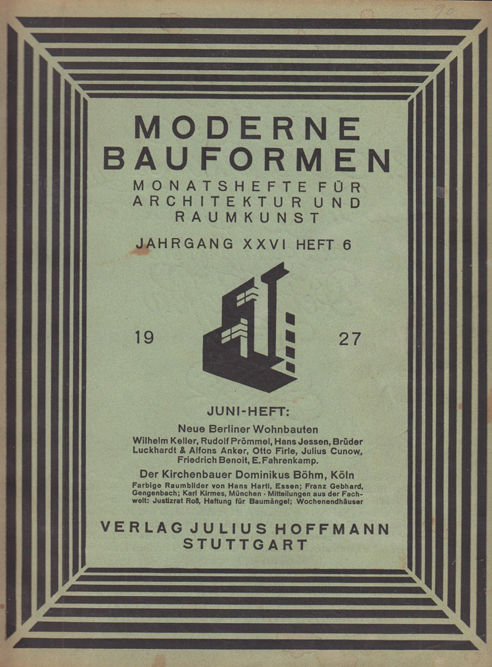 - 90
MODERNE
BAUFORMEN
MONATSHEFTE FÜR
ARCHITEKTUR UND
RAUMKUNST
JAHRGANG XXVI HEFT 6
19 27
JUNI-HEFT:
Neue Berliner Wohnbauten
Wilhelm Keller, Rudolf Prömmel, Hans Jessen, Brüder
Luckhardt & Alfons Anker, Otto Firle, Julius Cunow,
Friedrich Benoit, E. Fahrenkamp.
Der Kirchenbauer Dominikus Böhm, Köln
Farbige Raumbilder von Hans Hartl, Essen; Franz Gebhard,
Gengenbach; Karl Kirmes, München · Mitteilungen aus der Fach-
welt: Justizrat Roß, Haftung für Baumängel; Wochenendhäuser
VERLAG JULIUS HOFFMANN
STUTTGART